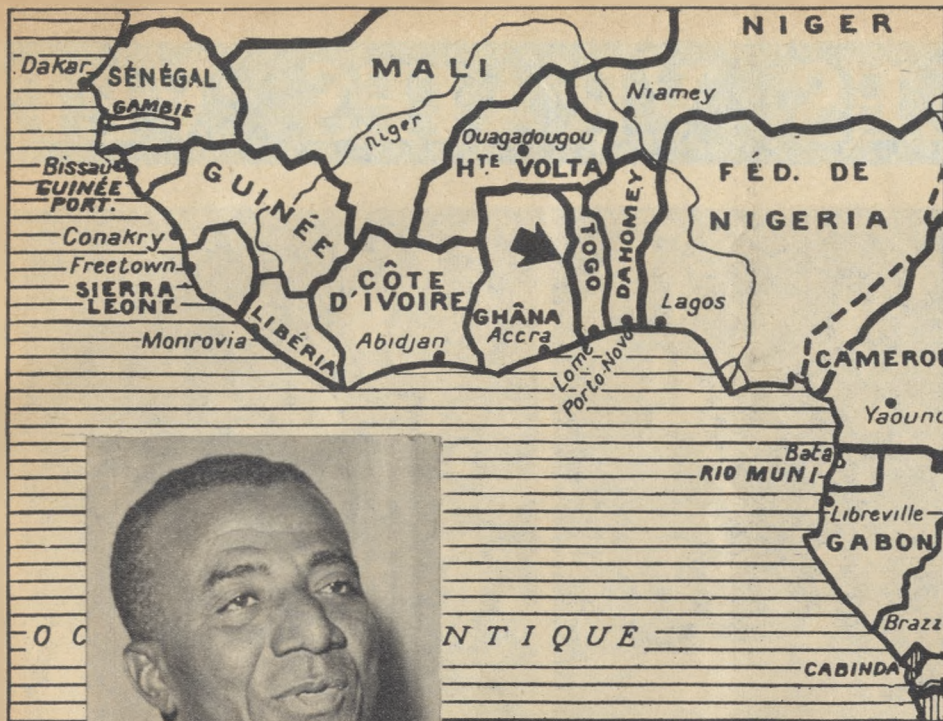 NIGER
MALI
Dakar
SÉNÉGAL
GAMBIE
niger
Niamey
Ouagadougou
HTE VOLTA
Bissau
GUINÉE
PORT.
GUINÉE
FÉD. DE
NIGERIA
DAHOMEY
TOGO
Conakry
Freetown
SIERRA
LEONE
CÔTE
D'IVOIRE
GHÂNA
Accra
Lagos
LIBÉRIA
Monrovia
Abidjan
Lomé
Porto-Novo
CAMEROU
Yaound
Bata
RIO MUNI
Libreville
GABON
OC
NTIQUE
Brazz
CABINDA